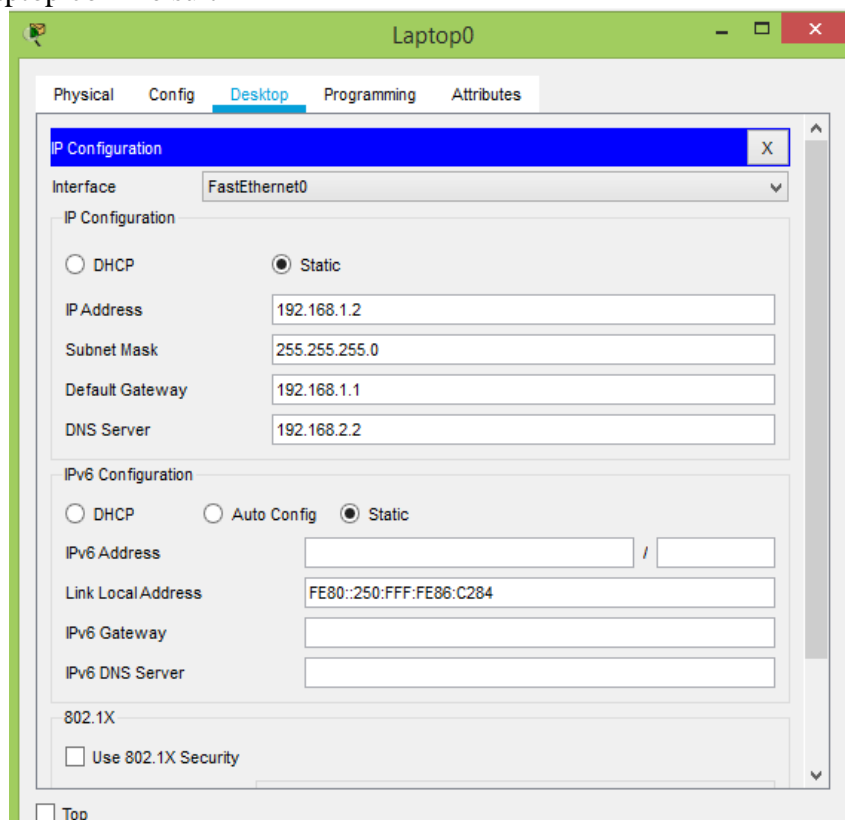 Laptop0
Physical Config Desktop Programming Attributes
IP Configuration X
Interface FastEthernet0
IP Configuration
DHCP Static
IP Address 192.168.1.2
Subnet Mask 255.255.255.0
Default Gateway 192.168.1.1
DNS Server 192.168.2.2
IPv6 Configuration
DHCP Auto Config Static
IPv6 Address /
Link Local Address FE80::250:FFF:FE86:C284
IPv6 Gateway
IPv6 DNS Server
802.1X
Use 802.1X Security
Top